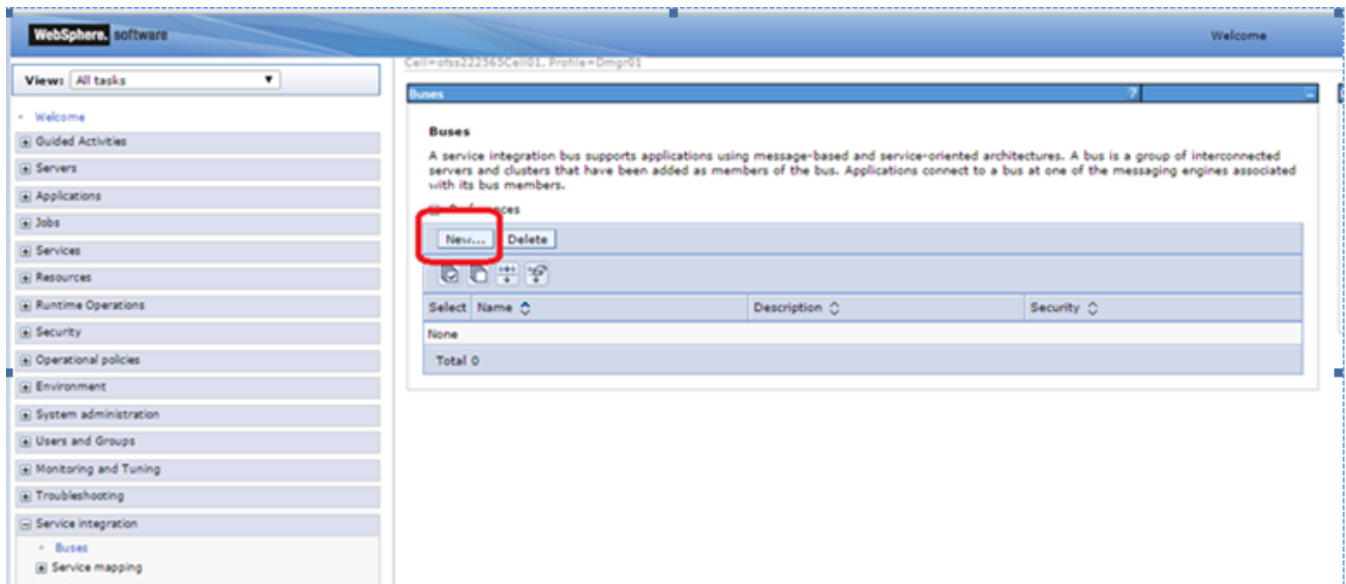 WebSphere. software
Welcome
View: All tasks
Cell=ofss222565Cell01, Profile=Dmgr01
Buses
?
Welcome
Guided Activities
Servers
Applications
Jobs
Services
Resources
Runtime Operations
Security
Operational policies
Environment
System administration
Users and Groups
Monitoring and Tuning
Troubleshooting
Service integration
Buses
Service mapping
Buses
A service integration bus supports applications using message-based and service-oriented architectures. A bus is a group of interconnected
servers and clusters that have been added as members of the bus. Applications connect to a bus at one of the messaging engines associated
with its bus members.
Preferences
New... Delete
Select Name Description Security
None
Total 0